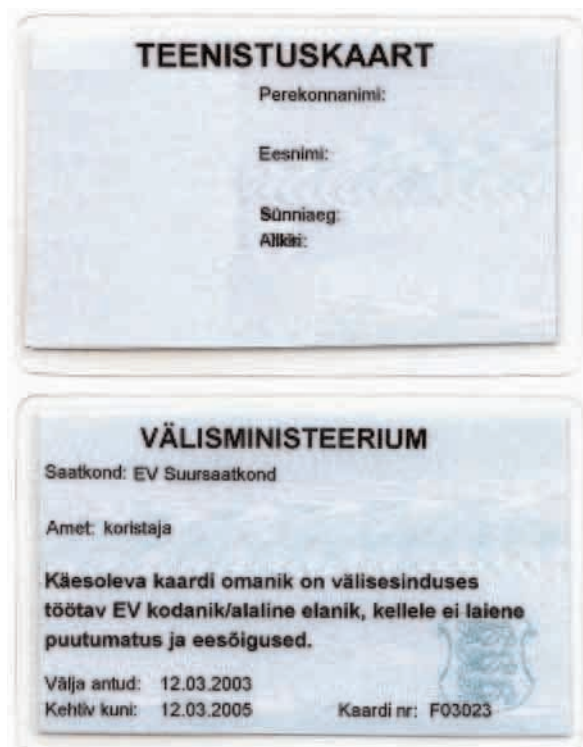 TEENISTUSKAART
Perekonnanimi:
Eesnimi:
Sünniaeg:
Allkiri:
VÄLISMINISTEERIUM
Saatkond: EV Suursaatkond
Amet: koristaja
Käesoleva kaardi omanik on välisesinduses
töötav EV kodanik/alaline elanik, kellele ei laiene
puutumatus ja eesõigused.
Välja antud: 12.03.2003
Kehtiv kuni: 12.03.2005 Kaardi nr: F03023